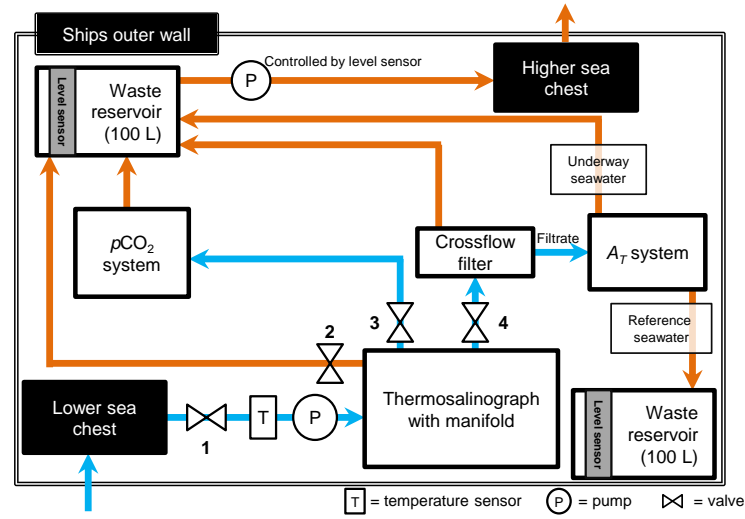 Ships outer wall
Controlled by level sensor
P
Higher sea
chest
Level sensor
Waste
reservoir
(100 L)
Underway
seawater
pCO₂
system
Crossflow
filter
Filtrate
A_T system
2
3
4
Reference
seawater
Lower sea
chest
1
T
P
Thermosalinograph
with manifold
Level sensor
Waste
reservoir
(100 L)
T = temperature sensor
P = pump
= valve